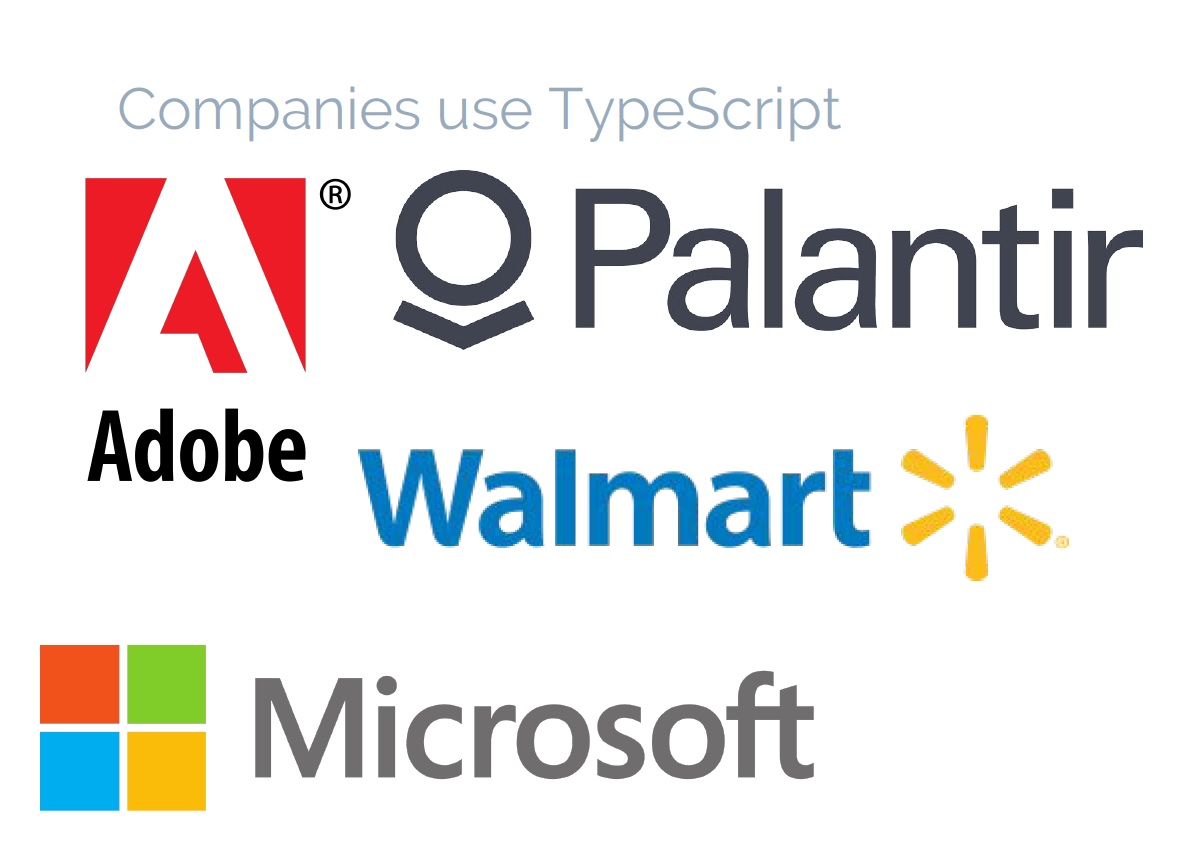 Companies use TypeScript
®
Palantir
Adobe
Walmart
®
Microsoft